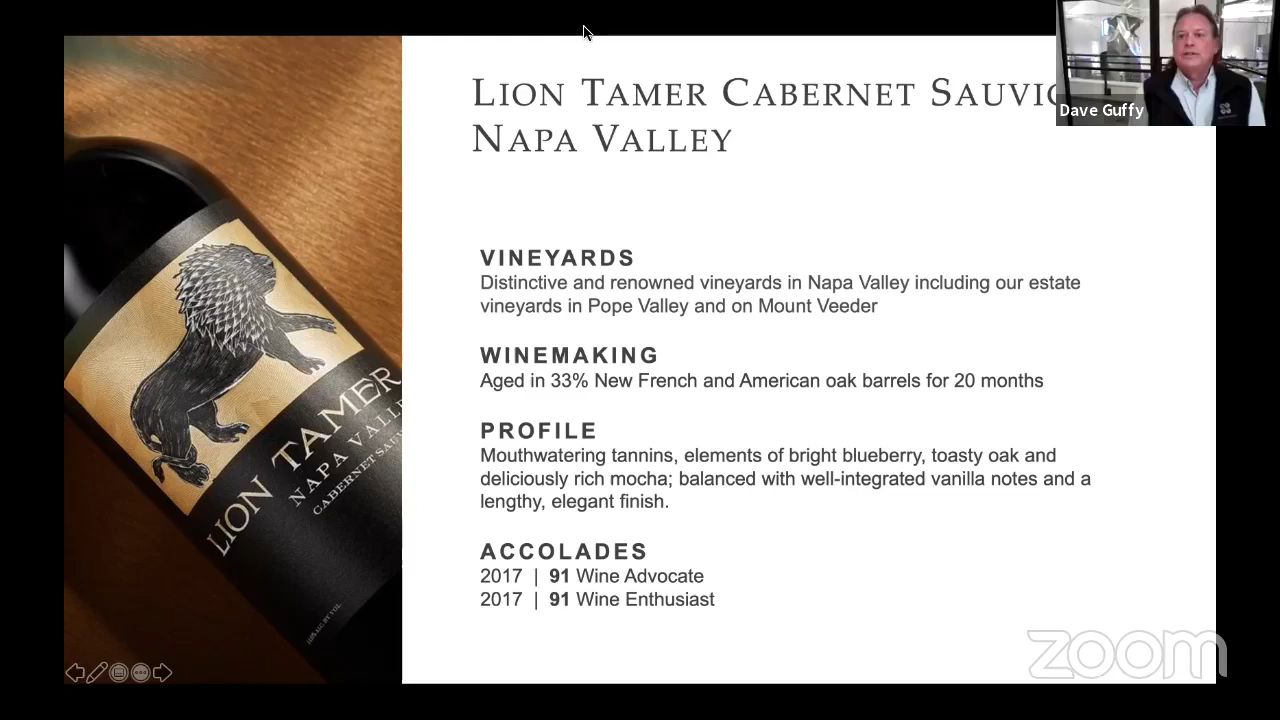 LION TAMER CABERNET SAUVIG
NAPA VALLEY
Dave Guffy
VINEYARDS
Distinctive and renowned vineyards in Napa Valley including our estate
vineyards in Pope Valley and on Mount Veeder
WINEMAKING
Aged in 33% New French and American oak barrels for 20 months
PROFILE
Mouthwatering tannins, elements of bright blueberry, toasty oak and
deliciously rich mocha; balanced with well-integrated vanilla notes and a
lengthy, elegant finish.
ACCOLADES
2017 | 91 Wine Advocate
2017 | 91 Wine Enthusiast
LION TAMER
NAPA VALLE
CABERNET SAUV
zoom